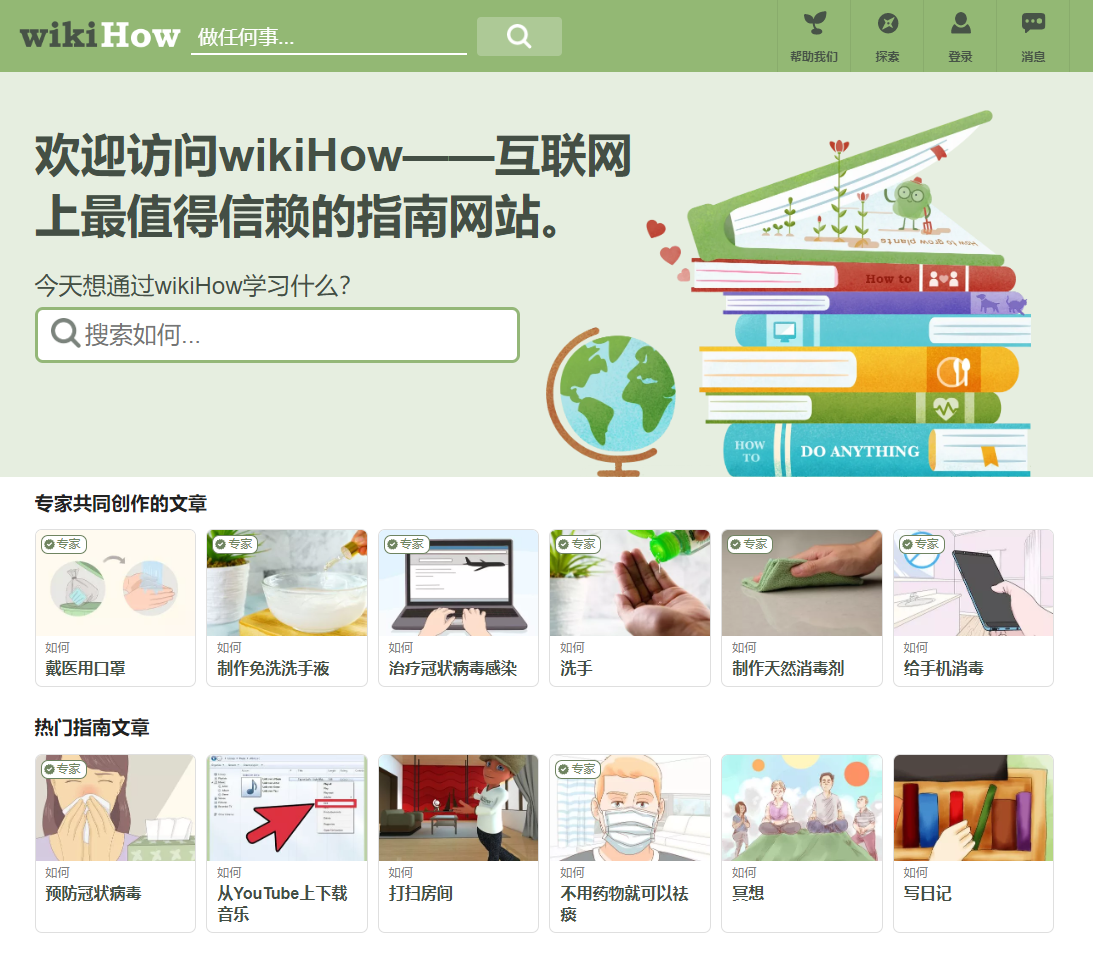 wikiHow
做任何事...
帮助我们
探索
登录
消息
欢迎访问wikiHow——互联网
上最值得信赖的指南网站。
今天想通过wikiHow学习什么?
搜索如何...
how to grow plants
How to
HOW
TO
DO ANYTHING
专家共同创作的文章
专家
专家
专家
专家
专家
专家
如何
如何
如何
如何
如何
如何
戴医用口罩
制作免洗洗手液
治疗冠状病毒感染
洗手
制作天然消毒剂
给手机消毒
热门指南文章
专家
专家
如何
如何
如何
如何
如何
如何
预防冠状病毒
从YouTube上下载
音乐
打扫房间
不用药物就可以祛
痰
冥想
写日记